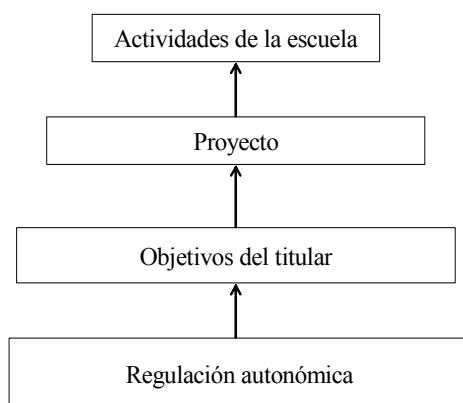 Actividades de la escuela
Proyecto
Objetivos del titular
Regulación autonómica